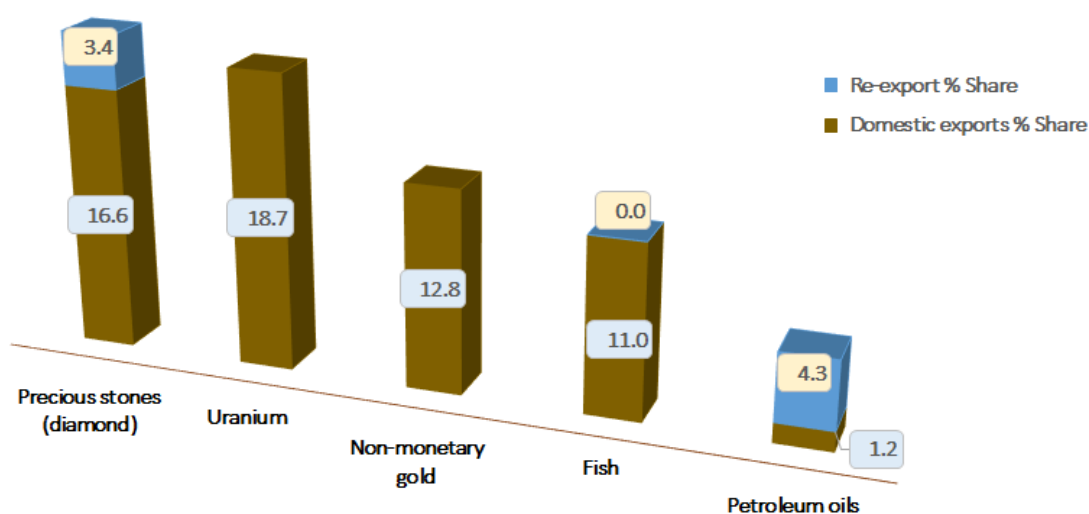 3.4
Re-export % Share
Domestic exports % Share
16.6
18.7
0.0
12.8
11.0
4.3
1.2
Precious stones
(diamond)
Uranium
Non-monetary
gold
Fish
Petroleum oils